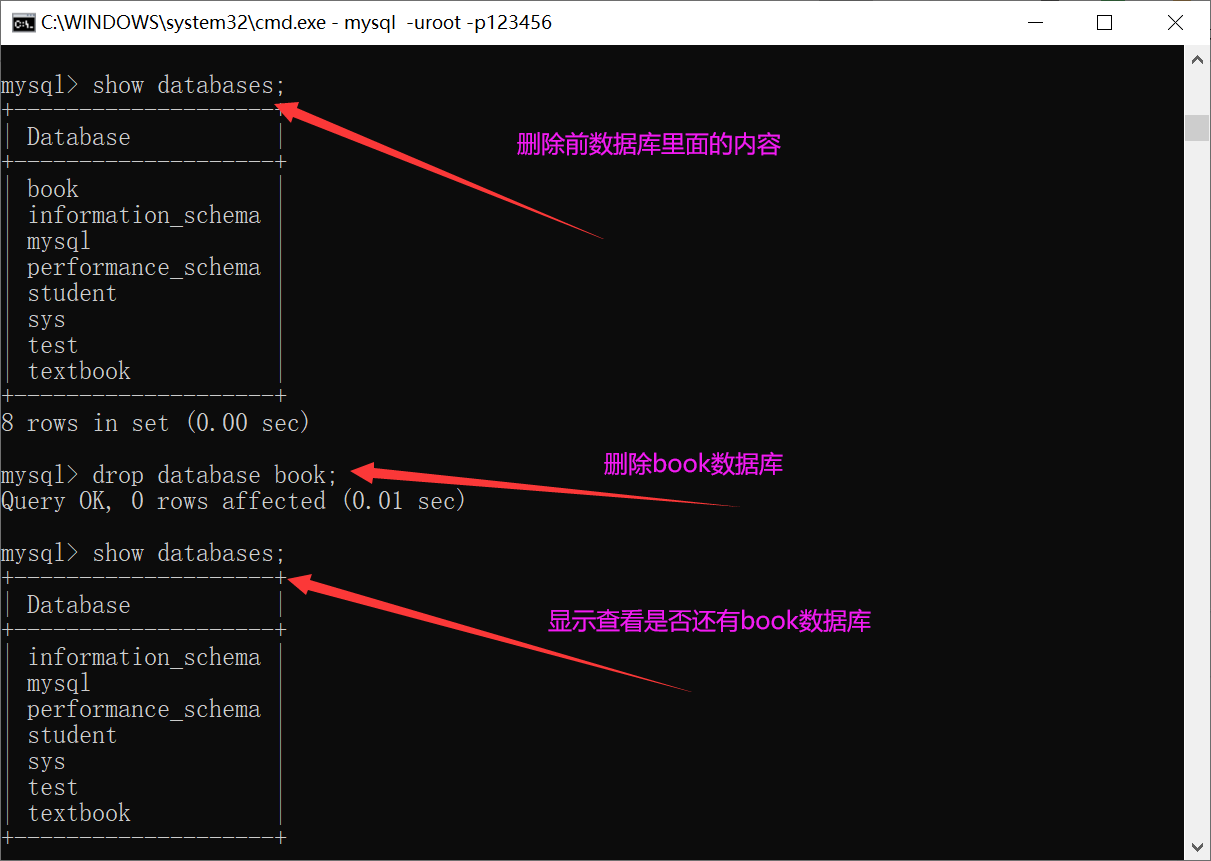 C:\WINDOWS\system32\cmd.exe - mysql  -uroot -p123456
mysql> show databases;
+--------------------+
| Database           |
+--------------------+
| book               |
| information_schema |
| mysql              |
| performance_schema |
| student            |
| sys                |
| test               |
| textbook           |
+--------------------+
8 rows in set (0.00 sec)
删除前数据库里面的内容
mysql> drop database book;
删除book数据库
Query OK, 0 rows affected (0.01 sec)
mysql> show databases;
+--------------------+
| Database           |
+--------------------+
显示查看是否还有book数据库
| information_schema |
| mysql              |
| performance_schema |
| student            |
| sys                |
| test               |
| textbook           |
+--------------------+